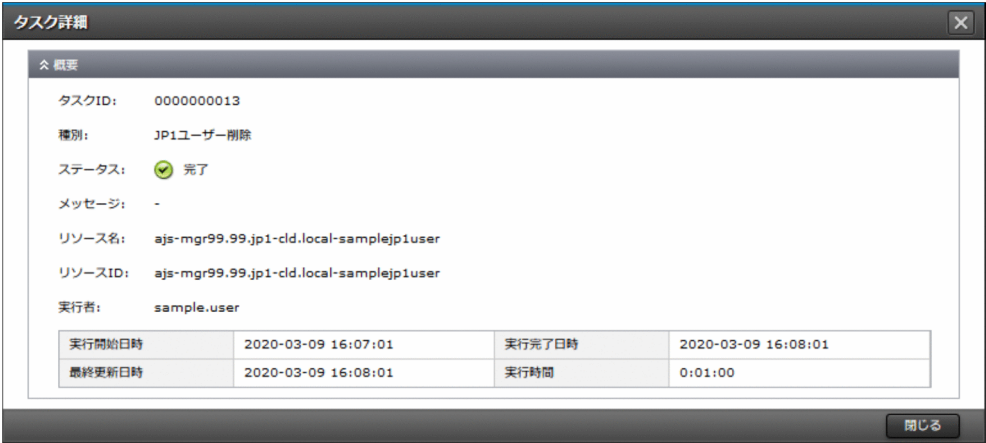 タスク詳細
概要
タスクID: 0000000013
種別: JP1ユーザー削除
ステータス: 完了
メッセージ: -
リソース名: ajs-mgr99.99.jp1-cld.local-samplejp1user
リソースID: ajs-mgr99.99.jp1-cld.local-samplejp1user
実行者: sample.user
実行開始日時 2020-03-09 16:07:01 実行完了日時 2020-03-09 16:08:01
最終更新日時 2020-03-09 16:08:01 実行時間 0:01:00
閉じる